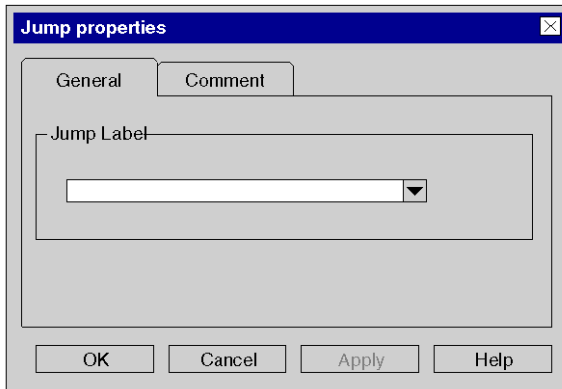 Jump properties
General Comment
Jump Label
OK Cancel Apply Help